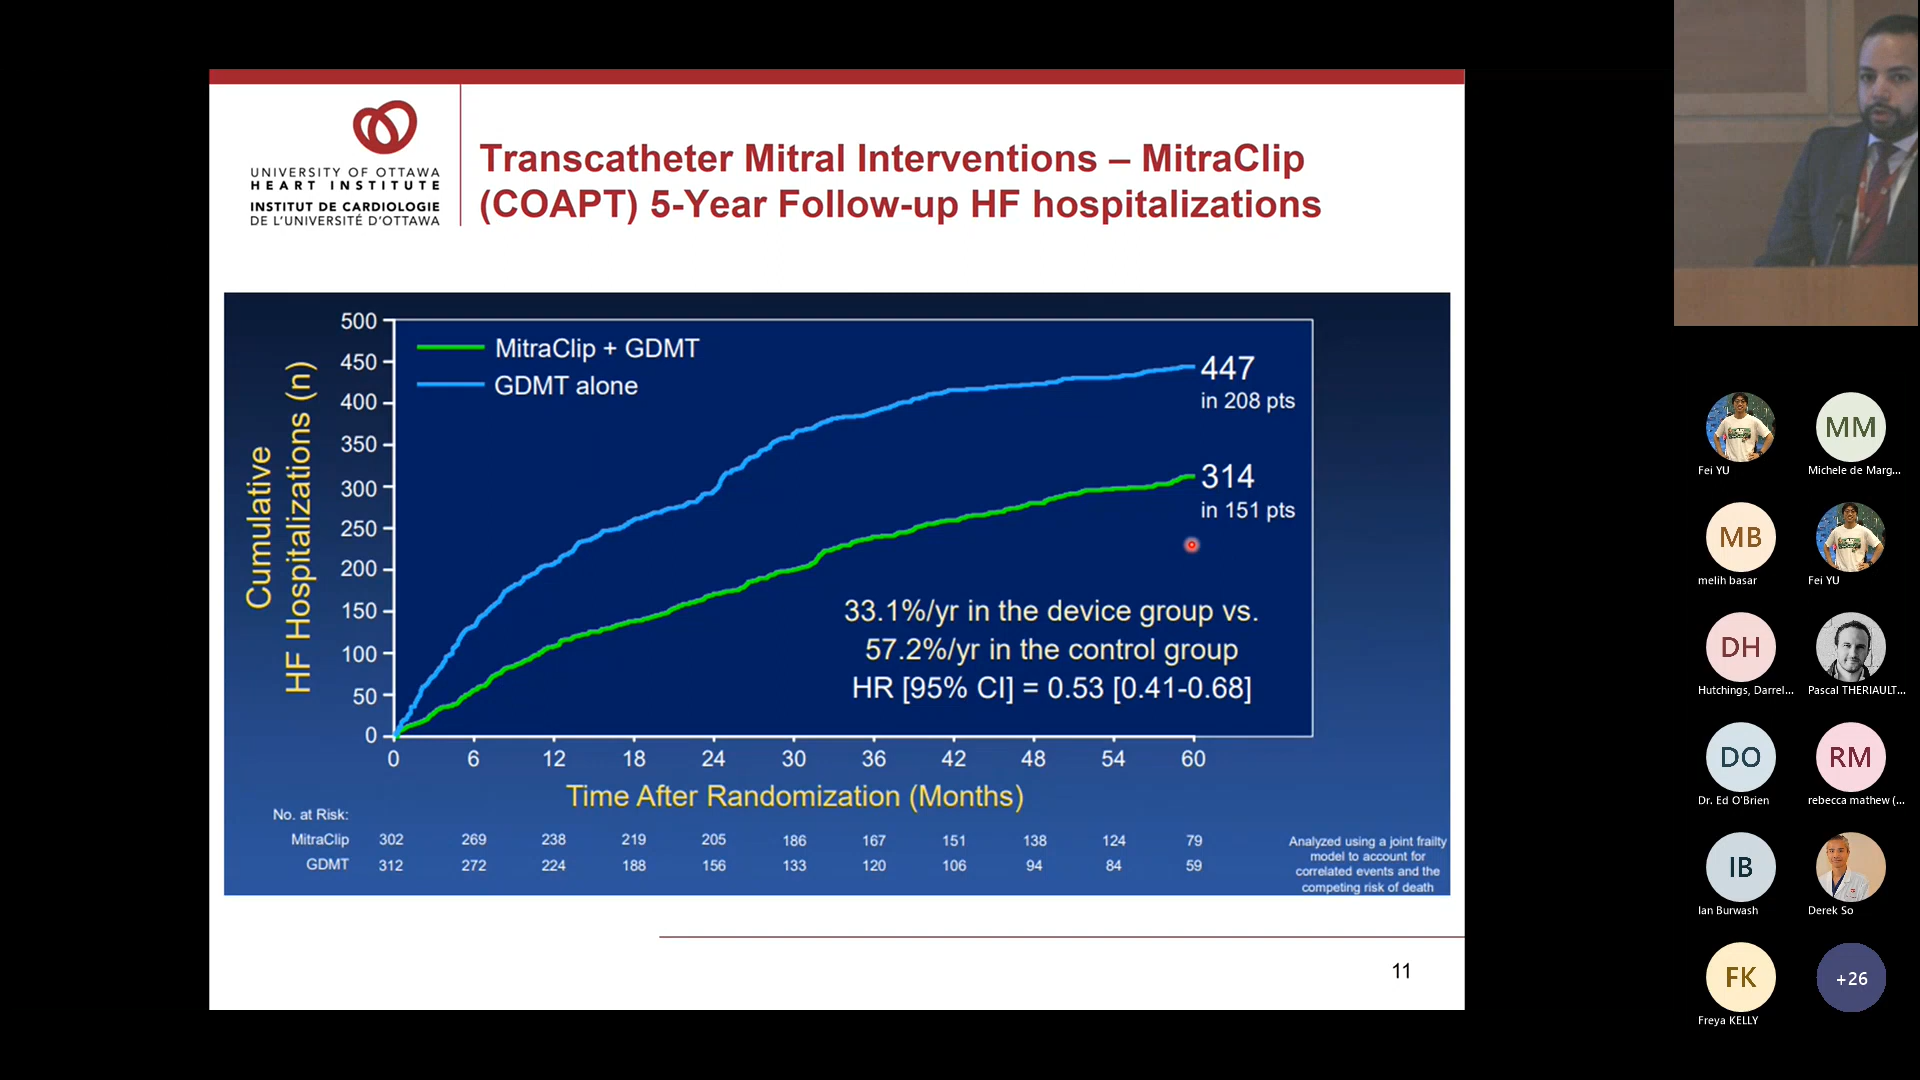 UNIVERSITY OF OTTAWA
HEART INSTITUTE
INSTITUT DE CARDIOLOGIE
DE L'UNIVERSITÉ D'OTTAWA
Transcatheter Mitral Interventions – MitraClip
(COAPT) 5-Year Follow-up HF hospitalizations
Cumulative
HF Hospitalizations (n)
500
450
400
350
300
250
200
150
100
50
0
MitraClip + GDMT
GDMT alone
447
in 208 pts
314
in 151 pts
33.1%/yr in the device group vs.
57.2%/yr in the control group
HR [95% CI] = 0.53 [0.41-0.68]
0 6 12 18 24 30 36 42 48 54 60
Time After Randomization (Months)
No. at Risk:
MitraClip 302 269 238 219 205 186 167 151 138 124 79
GDMT 312 272 224 188 156 133 120 106 94 84 59
Analyzed using a joint frailty
model to account for
correlated events and the
competing risk of death
11
Fei YU
MM
Michele de Marg...
MB
melih basar
Fei YU
DH
Hutchings, Darrel...
Pascal THERIAULT...
DO
Dr. Ed O'Brien
RM
rebecca mathew (...
IB
Ian Burwash
Derek So
FK
Freya KELLY
+26